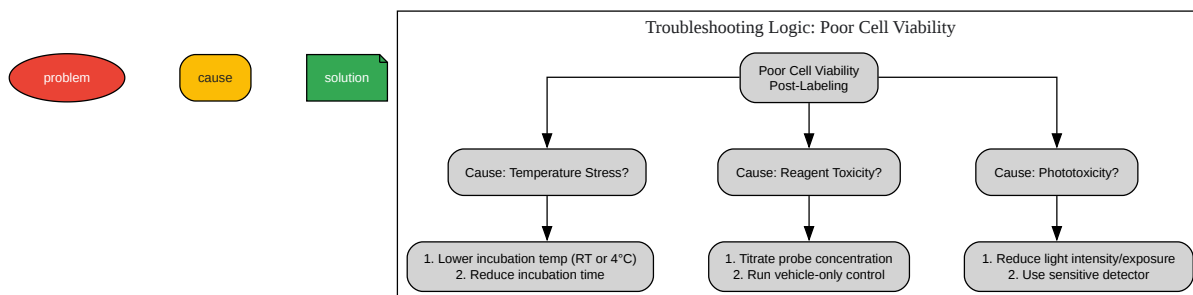 problem
cause
solution
Troubleshooting Logic: Poor Cell Viability
Poor Cell Viability
Post-Labeling
Cause: Temperature Stress?
Cause: Reagent Toxicity?
Cause: Phototoxicity?
1. Lower incubation temp (RT or 4°C)
2. Reduce incubation time
1. Titrate probe concentration
2. Run vehicle-only control
1. Reduce light intensity/exposure
2. Use sensitive detector